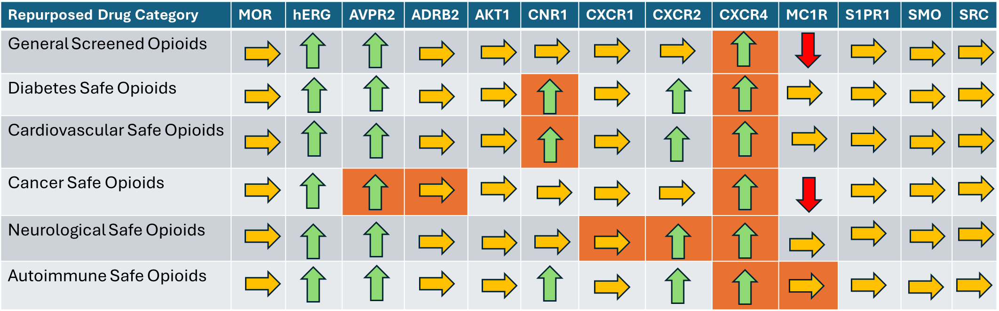 Repurposed Drug Category MOR hERG AVPR2 ADRB2 AKT1 CNR1 CXCR1 CXCR2 CXCR4 MC1R S1PR1 SMO SRC
General Screened Opioids
Diabetes Safe Opioids
Cardiovascular Safe Opioids
Cancer Safe Opioids
Neurological Safe Opioids
Autoimmune Safe Opioids